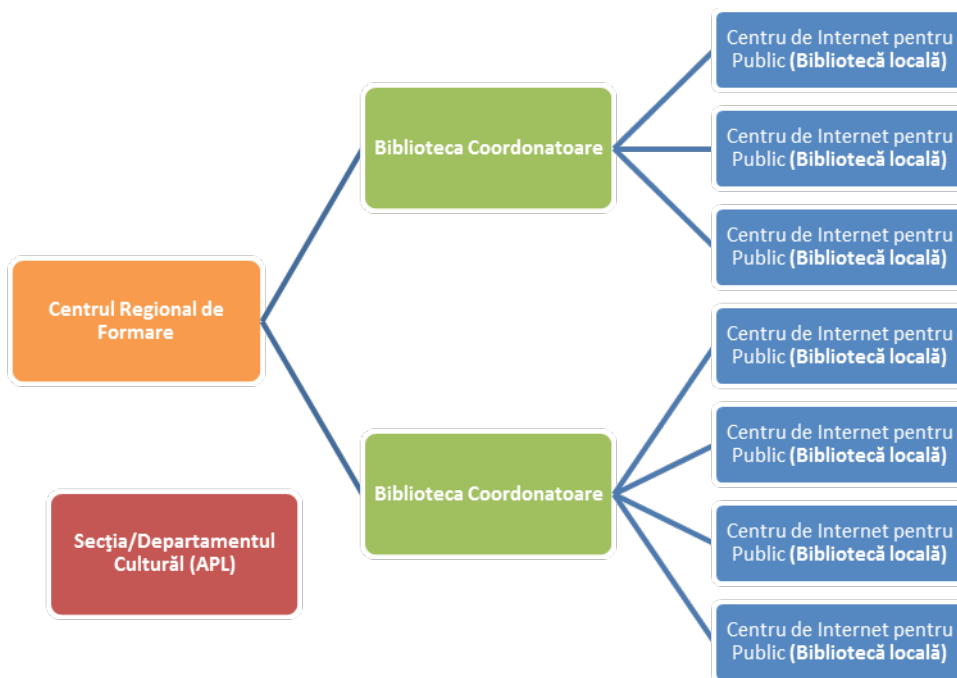 Centrul Regional de
Formare
Secţia/Departamentul
Cultură (APL)
Biblioteca Coordonatoare
Biblioteca Coordonatoare
Centru de Internet pentru
Public (Bibliotecă locală)
Centru de Internet pentru
Public (Bibliotecă locală)
Centru de Internet pentru
Public (Bibliotecă locală)
Centru de Internet pentru
Public (Bibliotecă locală)
Centru de Internet pentru
Public (Bibliotecă locală)
Centru de Internet pentru
Public (Bibliotecă locală)
Centru de Internet pentru
Public (Bibliotecă locală)